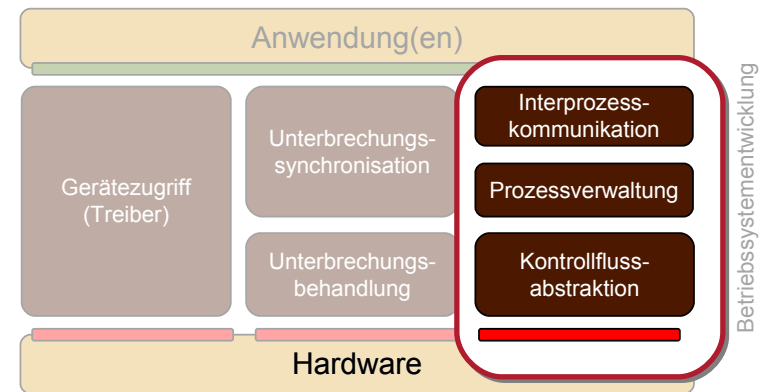 Anwendung(en)
Gerätezugriff
(Treiber)
Unterbrechungs-
synchronisation
Unterbrechungs-
behandlung
Interprozess-
kommunikation
Prozessverwaltung
Kontrollfluss-
abstraktion
Hardware
Betriebssystementwicklung